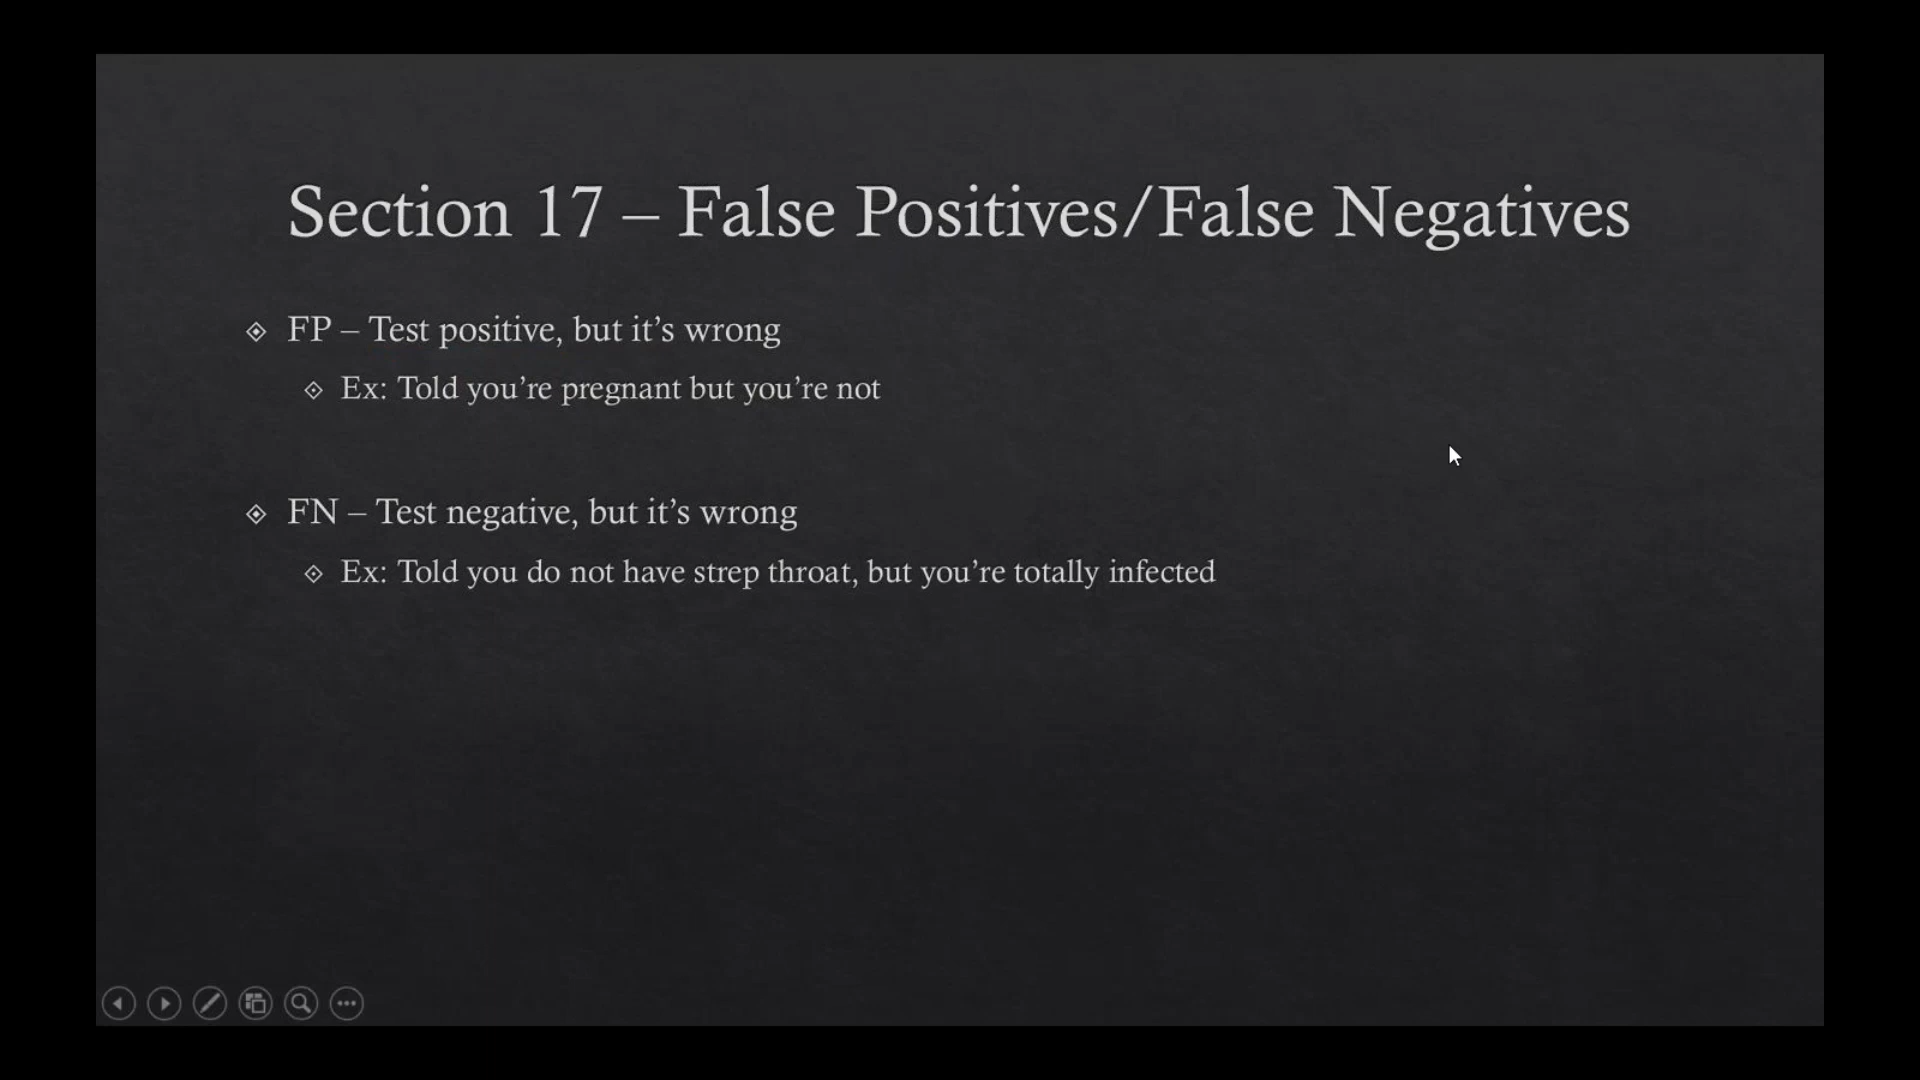 Section 17 – False Positives/False Negatives
FP – Test positive, but it’s wrong
Ex: Told you’re pregnant but you’re not
FN – Test negative, but it’s wrong
Ex: Told you do not have strep throat, but you’re totally infected